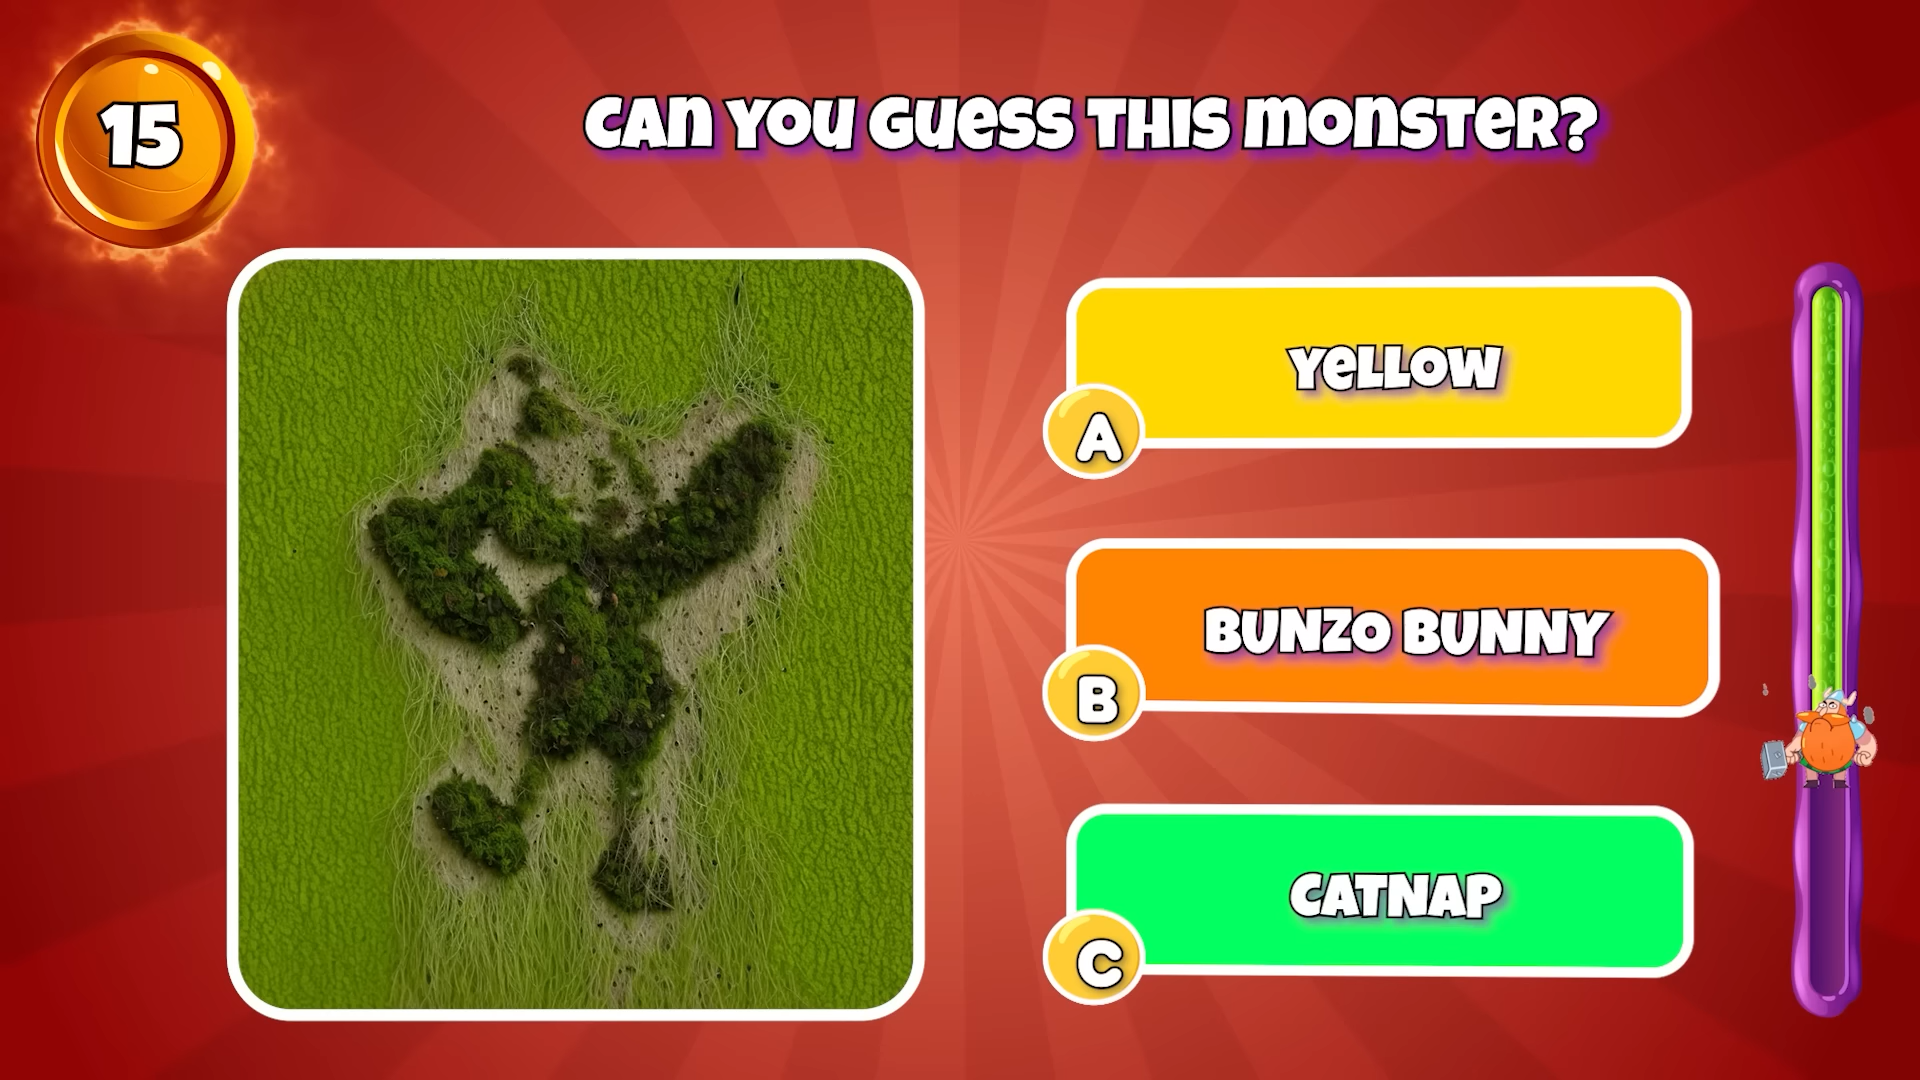 15
CAN YOU GUESS THIS MONSTER?
YELLOW
A
BUNZO BUNNY
B
CATNAP
C